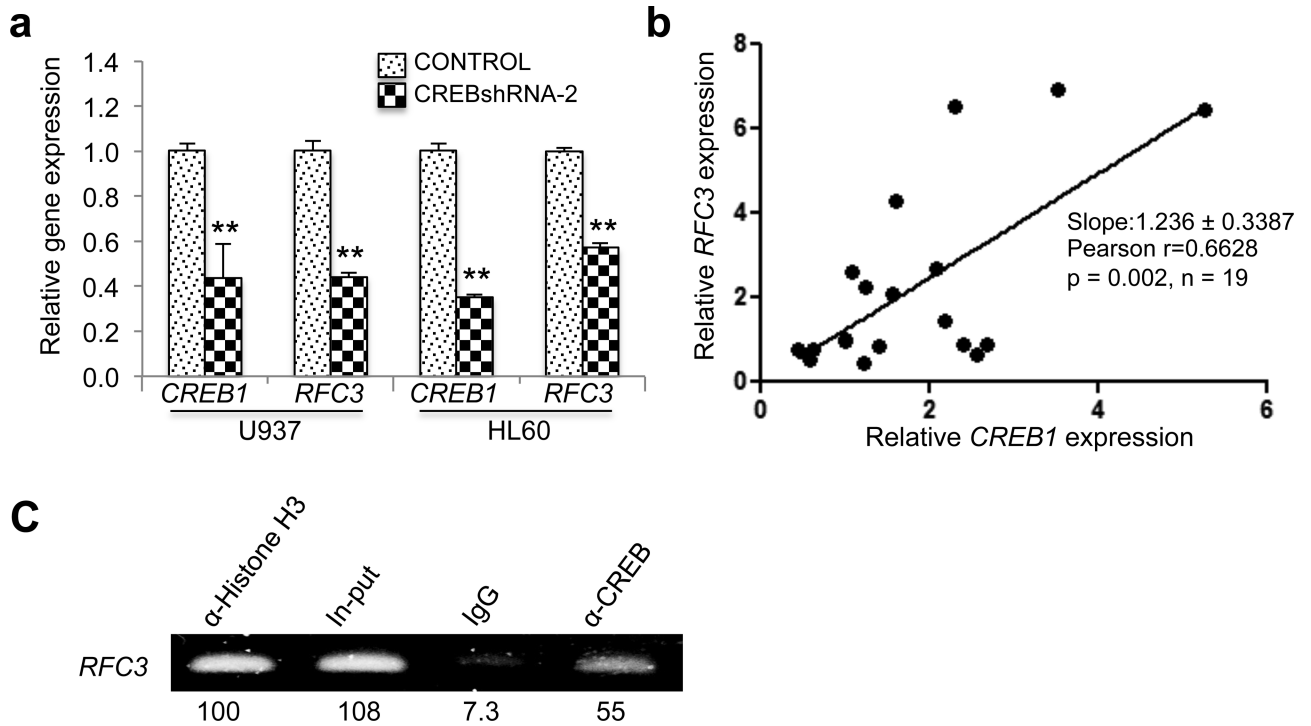 a
Relative gene expression
1.4
1.2
1.0
0.8
0.6
0.4
0.2
0.0
CONTROL
CREBshRNA-2
**
**
**
**
CREB1 RFC3 CREB1 RFC3
U937 HL60
b
Relative RFC3 expression
8
6
4
2
0
Slope:1.236 ± 0.3387
Pearson r=0.6628
p = 0.002, n = 19
0 2 4 6
Relative CREB1 expression
C
α-Histone H3 In-put IgG α-CREB
RFC3
100 108 7.3 55